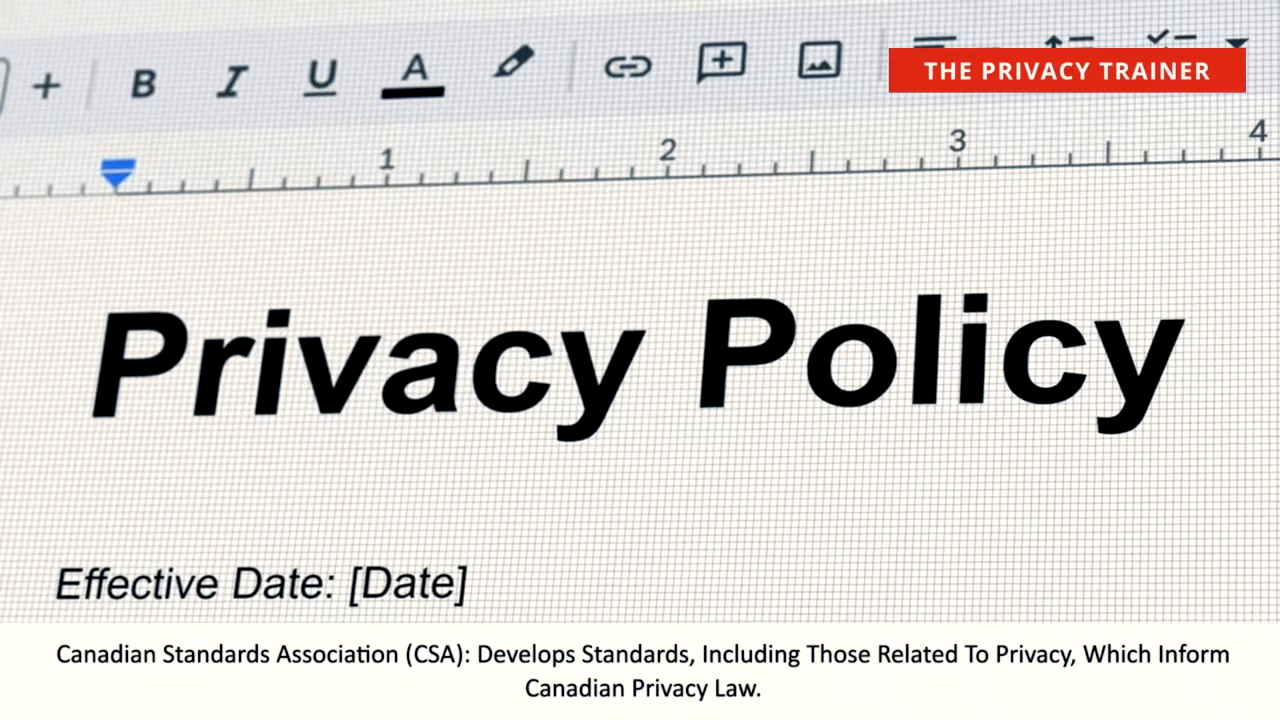 B I U A
THE PRIVACY TRAINER
1 2 3 4
Privacy Policy
Effective Date: [Date]
Canadian Standards Association (CSA): Develops Standards, Including Those Related To Privacy, Which Inform
Canadian Privacy Law.